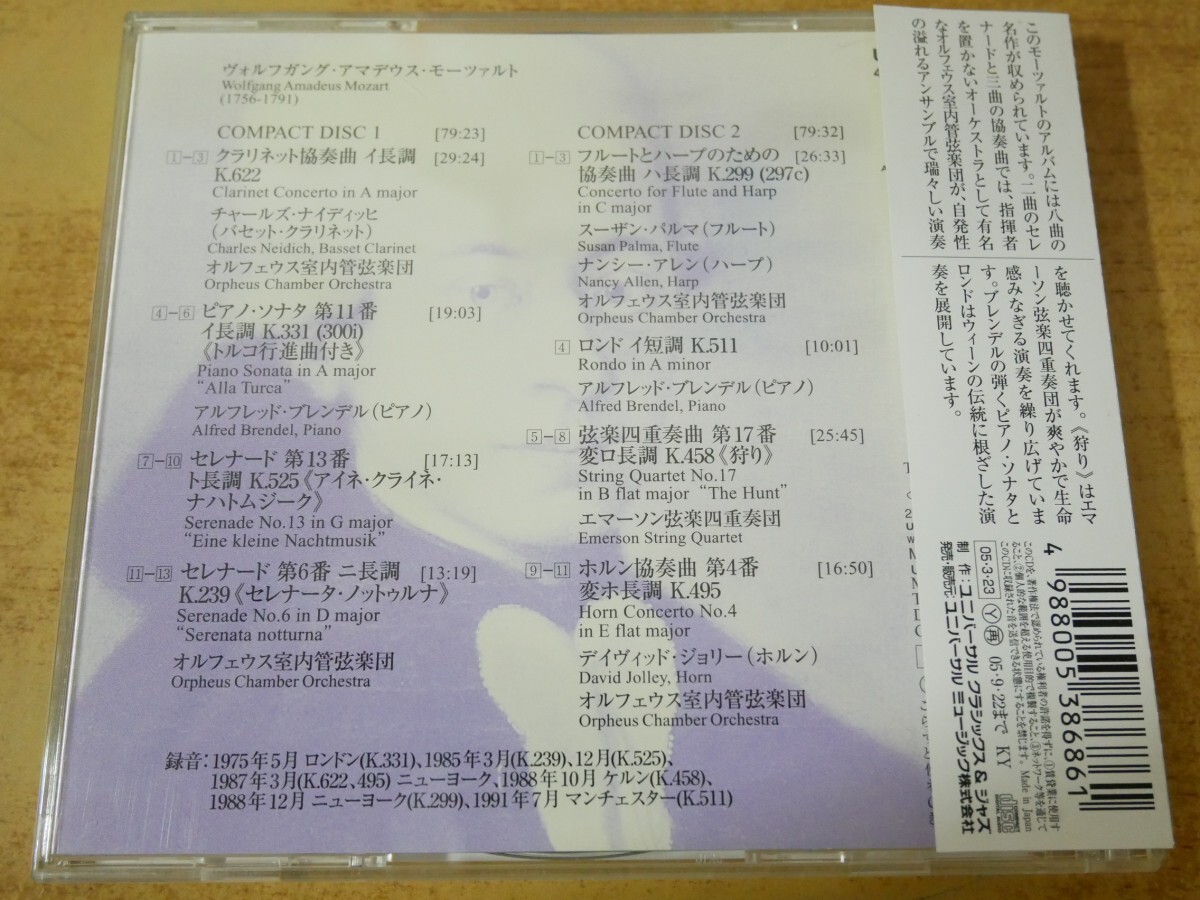 ヴォルフガング・アマデウス・モーツァルト
Wolfgang Amadeus Mozart
(1756-1791)
COMPACT DISC 1 [79:23]
1-3 クラリネット協奏曲 イ長調 [29:24]
K.622
Clarinet Concerto in A major
チャールズ・ナイディッヒ
(バセット・クラリネット)
Charles Neidich, Basset Clarinet
オルフェウス室内管弦楽団
Orpheus Chamber Orchestra
4-6 ピアノ・ソナタ 第11番 [19:03]
イ長調 K.331 (300i)
《トルコ行進曲付き》
Piano Sonata in A major
“Alla Turca”
アルフレッド・ブレンデル(ピアノ)
Alfred Brendel, Piano
7-10 セレナード 第13番 [17:13]
ト長調 K.525《アイネ・クライネ・
ナハトムジーク》
Serenade No.13 in G major
“Eine kleine Nachtmusik”
11-13 セレナード 第6番 ニ長調 [13:19]
K.239《セレナータ・ノットゥルナ》
Serenade No.6 in D major
“Serenata notturna”
オルフェウス室内管弦楽団
Orpheus Chamber Orchestra
COMPACT DISC 2 [79:32]
1-3 フルートとハープのための [26:33]
協奏曲 ハ長調 K.299 (297c)
Concerto for Flute and Harp
in C major
スーザン・パルマ(フルート)
Susan Palma, Flute
ナンシー・アレン(ハープ)
Nancy Allen, Harp
オルフェウス室内管弦楽団
Orpheus Chamber Orchestra
4 ロンド イ短調 K.511 [10:01]
Rondo in A minor
アルフレッド・ブレンデル(ピアノ)
Alfred Brendel, Piano
5-8 弦楽四重奏曲 第17番 [25:45]
変ロ長調 K.458《狩り》
String Quartet No.17
in B flat major “The Hunt”
エマーソン弦楽四重奏団
Emerson String Quartet
9-11 ホルン協奏曲 第4番 [16:50]
変ホ長調 K.495
Horn Concerto No.4
in E flat major
デイヴィッド・ジョリー(ホルン)
David Jolley, Horn
オルフェウス室内管弦楽団
Orpheus Chamber Orchestra
録音:1975年5月 ロンドン(K.331)、1985年3月(K.239)、12月(K.525)、
1987年3月(K.622、495) ニューヨーク、1988年10月 ケルン(K.458)、
1988年12月 ニューヨーク(K.299)、1991年7月 マンチェスター(K.511)
このモーツァルトのアルバムには八曲の
名作が収められています。二曲のセレ
ナードと三曲の協奏曲では、指揮者
を置かないオーケストラとして有名
なオルフェウス室内管弦楽団が、自発性
の溢れるアンサンブルで瑞々しい演奏
を聴かせてくれます。《狩り》はエマ
ーソン弦楽四重奏団が爽やかで生命
感みなぎる演奏を繰り広げていま
す。ブレンデルの弾くピアノ・ソナタと
ロンドはウィーンの伝統に根ざした演
奏を展開しています。
4 988005 386861
Made in Japan
05・3・23 Y 再 05・9・22まで KY
制作:ユニバーサル クラシックス&ジャズ
発売・販売元 ユニバーサル ミュージック株式会社